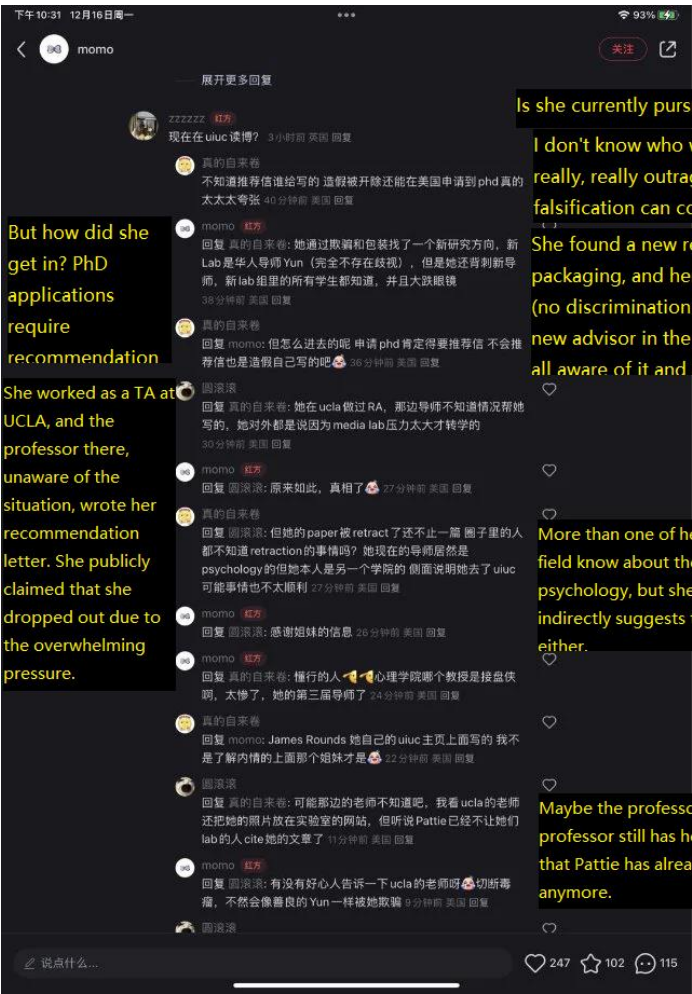 下午10:31 12月16日周一
93%
momo
关注
展开更多回复
zzzzzz 红方
现在在uiuc读博? 3小时前 英国 回复
Is she currently purs
真的自来卷
不知道推荐信谁给写的 造假被开除还能在美国申请到phd真的
太太太夸张 40分钟前 美国 回复
I don't know who w
really, really outrag
falsification can co
But how did she
get in? PhD
applications
require
recommendation
momo 红方
回复 真的自来卷: 她通过欺骗和包装找了一个新研究方向, 新
Lab是华人导师Yun(完全不存在歧视), 但是她还背刺新导
师, 新lab组里的所有学生都知道, 并且大跌眼镜
38分钟前 美国 回复
She found a new re
packaging, and he
(no discrimination
new advisor in the
all aware of it and
真的自来卷
回复 momo: 但怎么进去的呢 申请phd肯定得要推荐信 不会推
荐信也是造假自己写的吧 36分钟前 美国 回复
She worked as a TA at
UCLA, and the
professor there,
unaware of the
situation, wrote her
recommendation
letter. She publicly
claimed that she
dropped out due to
the overwhelming
pressure.
圆滚滚
回复 真的自来卷: 她在ucla做过RA, 那边导师不知道情况帮她
写的, 她对外都是说因为media lab压力太大才转学的
30分钟前 美国 回复
momo 红方
回复 圆滚滚: 原来如此, 真相了 27分钟前 美国 回复
真的自来卷
回复 圆滚滚: 但她的paper被retract了还不止一篇 圈子里的人
都不知道retraction的事情吗? 她现在的导师居然是
psychology的但她本人是另一个学院的 侧面说明她去了uiuc
可能事情也不太顺利 27分钟前 美国 回复
More than one of he
field know about the
psychology, but she
indirectly suggests
either.
momo 红方
回复 圆滚滚: 感谢姐妹的信息 26分钟前 美国 回复
momo 红方
回复 真的自来卷: 懂行的人 心理学院哪个教授是接盘侠
啊, 太惨了, 她的第三届导师了 24分钟前 美国 回复
真的自来卷
回复 momo: James Rounds 她自己的uiuc主页上面写的 我不
是了解内情的上面那个姐妹才是 22分钟前 美国 回复
圆滚滚
回复 真的自来卷: 可能那边的老师不知道吧, 我看ucla的老师
还把她的照片放在实验室的网站, 但听说Pattie已经不让她们
lab的人cite她的文章了 11分钟前 美国 回复
Maybe the professo
professor still has he
that Pattie has alrea
anymore.
momo 红方
回复 圆滚滚: 有没有好心人告诉一下ucla的老师呀 切断毒
瘤, 不然会像善良的Yun一样被她欺骗 9分钟前 美国 回复
圆滚滚
说点什么...
247 102 115